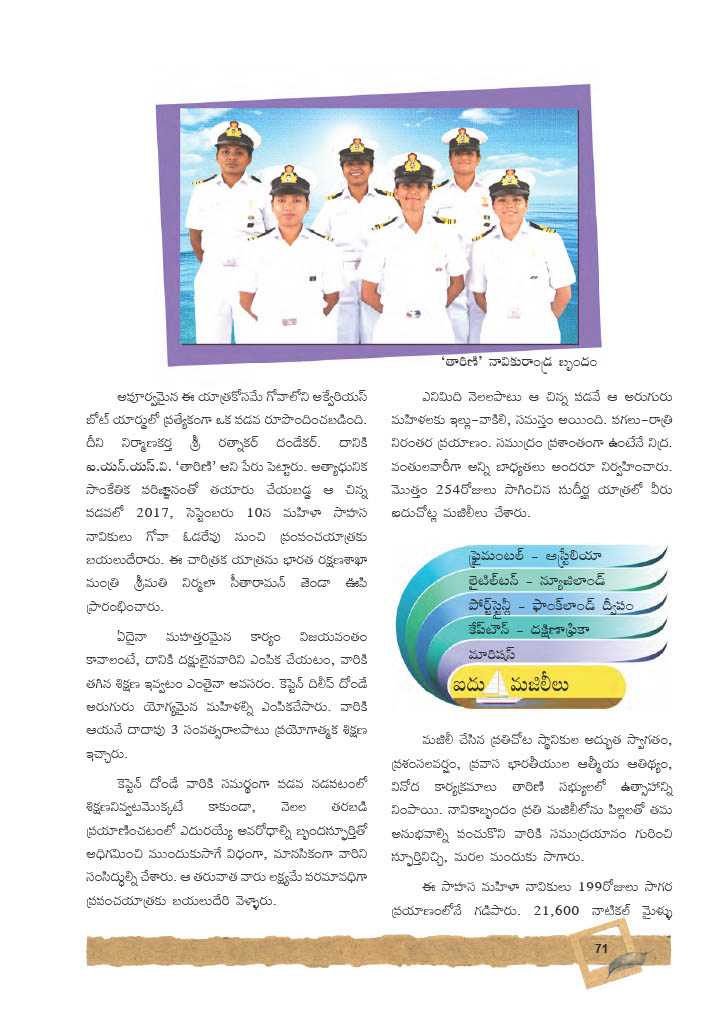 ‘తారిణి’ నావికురాండ్ర బృందం
అపూర్వమైన ఈ యాత్రకోసమే గోవాలోని అక్వేరియస్
బోట్ యార్డులో ప్రత్యేకంగా ఒక పడవ రూపొందించబడింది.
దీని నిర్మాణకర్త శ్రీ రత్నాకర్ దండేకర్. దానికి
ఐ.యన్.యస్.వి. ‘తారిణి’ అని పేరు పెట్టారు. అత్యాధునిక
సాంకేతిక పరిజ్ఞానంతో తయారు చేయబడ్డ ఆ చిన్న
పడవలో 2017, సెప్టెంబరు 10న మహిళా సాహస
నావికులు గోవా ఓడరేవు నుంచి ప్రపంచయాత్రకు
బయలుదేరారు. ఈ చారిత్రక యాత్రను భారత రక్షణశాఖా
మంత్రి శ్రీమతి నిర్మలా సీతారామన్ జెండా ఊపి
ప్రారంభించారు.
ఏదైనా మహత్తరమైన కార్యం విజయవంతం
కావాలంటే, దానికి దక్షులైనవారిని ఎంపిక చేయటం, వారికి
తగిన శిక్షణ ఇవ్వటం ఎంతైనా అవసరం. కెప్టెన్ దిలీప్ దోండే
అరుగురు యోగ్యమైన మహిళల్ని ఎంపికచేసారు. వారికి
ఆయనే దాదాపు 3 సంవత్సరాలపాటు ప్రయోగాత్మక శిక్షణ
ఇచ్చారు.
కెప్టెన్ దోండే వారికి సమర్థంగా పడవ నడపటంలో
శిక్షణనివ్వటమొక్కటే కాకుండా, నెలల తరబడి
ప్రయాణించటంలో ఎదురయ్యే అవరోధాల్ని బృందస్ఫూర్తితో
అధిగమించి ముందుకుసాగే విధంగా, మానసికంగా వారిని
సంసిద్ధుల్ని చేశారు. ఆ తరువాత వారు లక్ష్యమే పరమావధిగా
ప్రపంచయాత్రకు బయలుదేరి వెళ్ళారు.
ఎనిమిది నెలలపాటు ఆ చిన్న పడవే ఆ అరుగురు
మహిళలకు ఇల్లు-వాకిలి, సమస్తం అయింది. పగలు-రాత్రి
నిరంతర ప్రయాణం. సముద్రం ప్రశాంతంగా ఉంటేనే నిద్ర.
వంతులవారీగా అన్ని బాధ్యతలు అందరూ నిర్వహించారు.
మొత్తం 254రోజులు సాగించిన సుదీర్ఘ యాత్రలో వీరు
ఐదుచోట్ల మజిలీలు చేశారు.
ఫ్రైమంటల్ - ఆస్ట్రేలియా
లైటిల్‌టన్ - న్యూజిలాండ్
పోర్ట్‌స్టైన్లీ - ఫాంక్‌లాండ్ ద్వీపం
కేప్‌టౌన్ - దక్షిణాఫ్రికా
మారిషస్
ఐదు మజిలీలు
మజిలీ చేసిన ప్రతిచోట స్థానికుల అద్భుత స్వాగతం,
ప్రశంసలవర్షం, ప్రవాస భారతీయుల ఆత్మీయ ఆతిథ్యం,
వినోద కార్యక్రమాలు తారిణి సభ్యులలో ఉత్సాహాన్ని
నింపాయి. నావికాబృందం ప్రతి మజిలీలోను పిల్లలతో తమ
అనుభవాల్ని పంచుకొని వారికి సముద్రయానం గురించి
స్ఫూర్తినిచ్చి, మరల ముందుకు సాగారు.
ఈ సాహస మహిళా నావికులు 199రోజులు సాగర
ప్రయాణంలోనే గడిపారు. 21,600 నాటికల్ మైళ్ళు
71